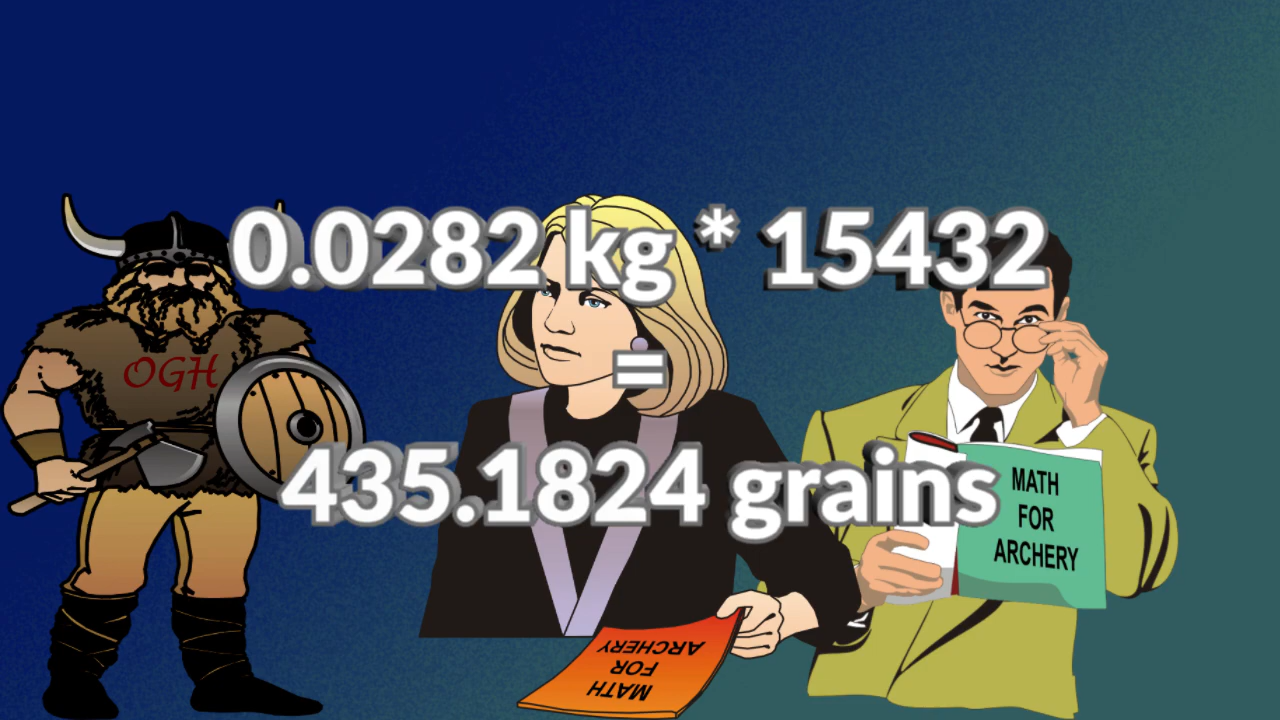 0.0282 kg * 15432
=
435.1824 grains
OGH
MATH
FOR
ARCHERY
MATH
FOR
ARCHERY